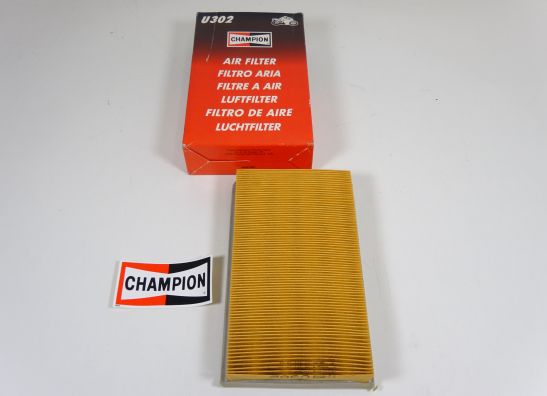 U302
CHAMPION
AIR FILTER
FILTRO ARIA
FILTRE A AIR
LUFTFILTER
FILTRO DE AIRE
LUCHTFILTER
CHAMPION